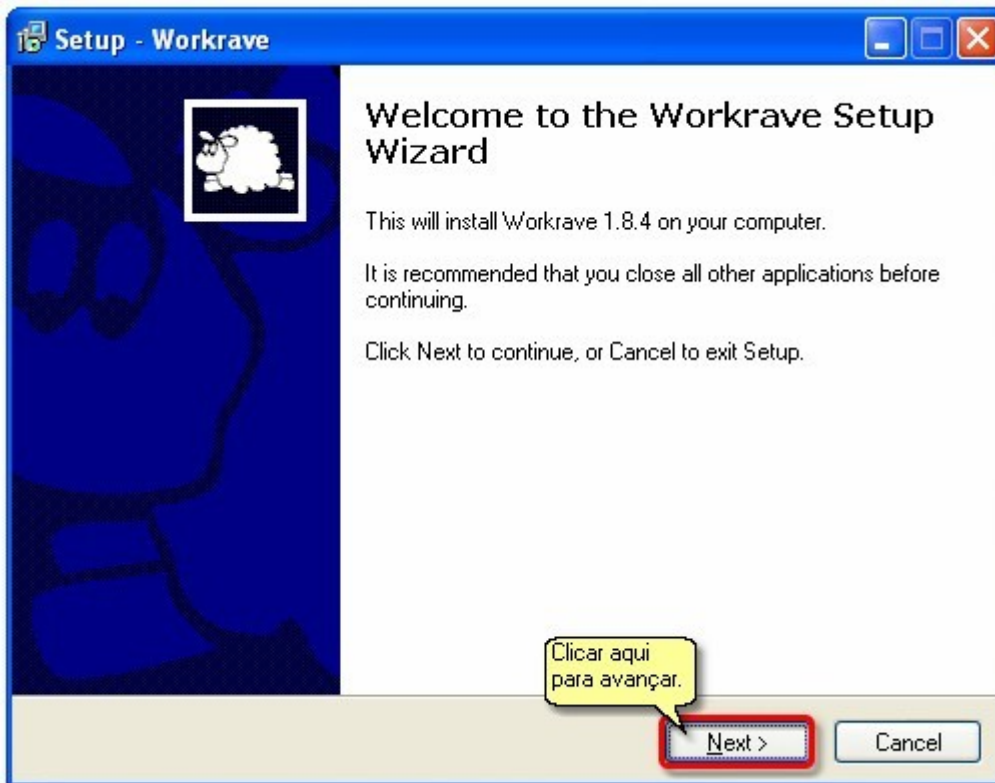 Setup - Workrave
Welcome to the Workrave Setup
Wizard
This will install Workrave 1.8.4 on your computer.
It is recommended that you close all other applications before
continuing.
Click Next to continue, or Cancel to exit Setup.
Clicar aqui
para avançar.
Next >
Cancel